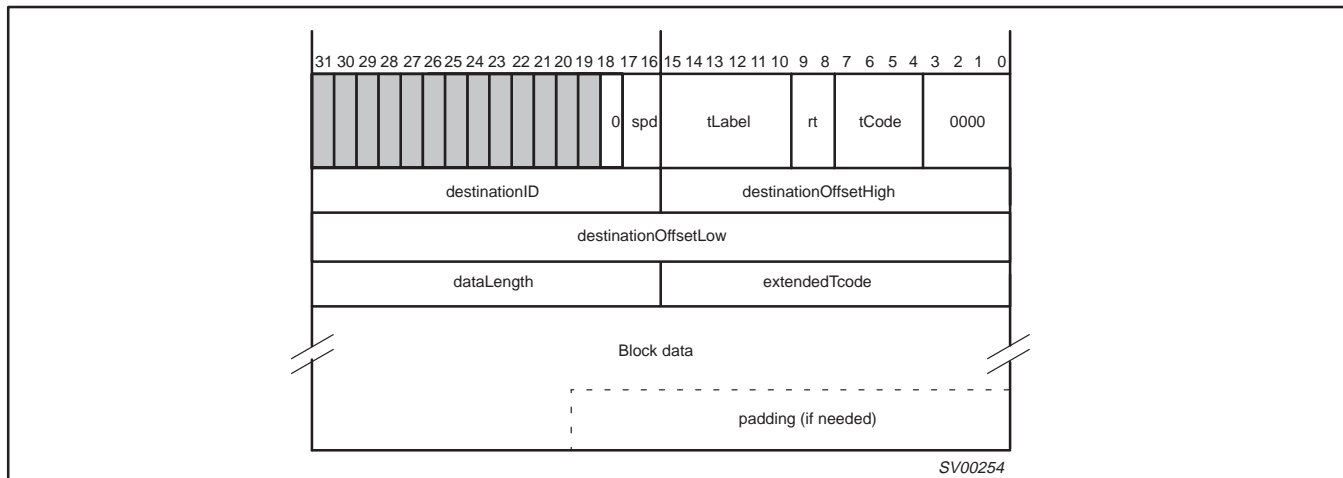 31 30 29 28 27 26 25 24 23 22 21 20 19 18 17 16 15 14 13 12 11 10 9 8 7 6 5 4 3 2 1 0
0 spd tLabel rt tCode 0000
destinationID destinationOffsetHigh
destinationOffsetLow
dataLength extendedTcode
Block data
padding (if needed)
SV00254